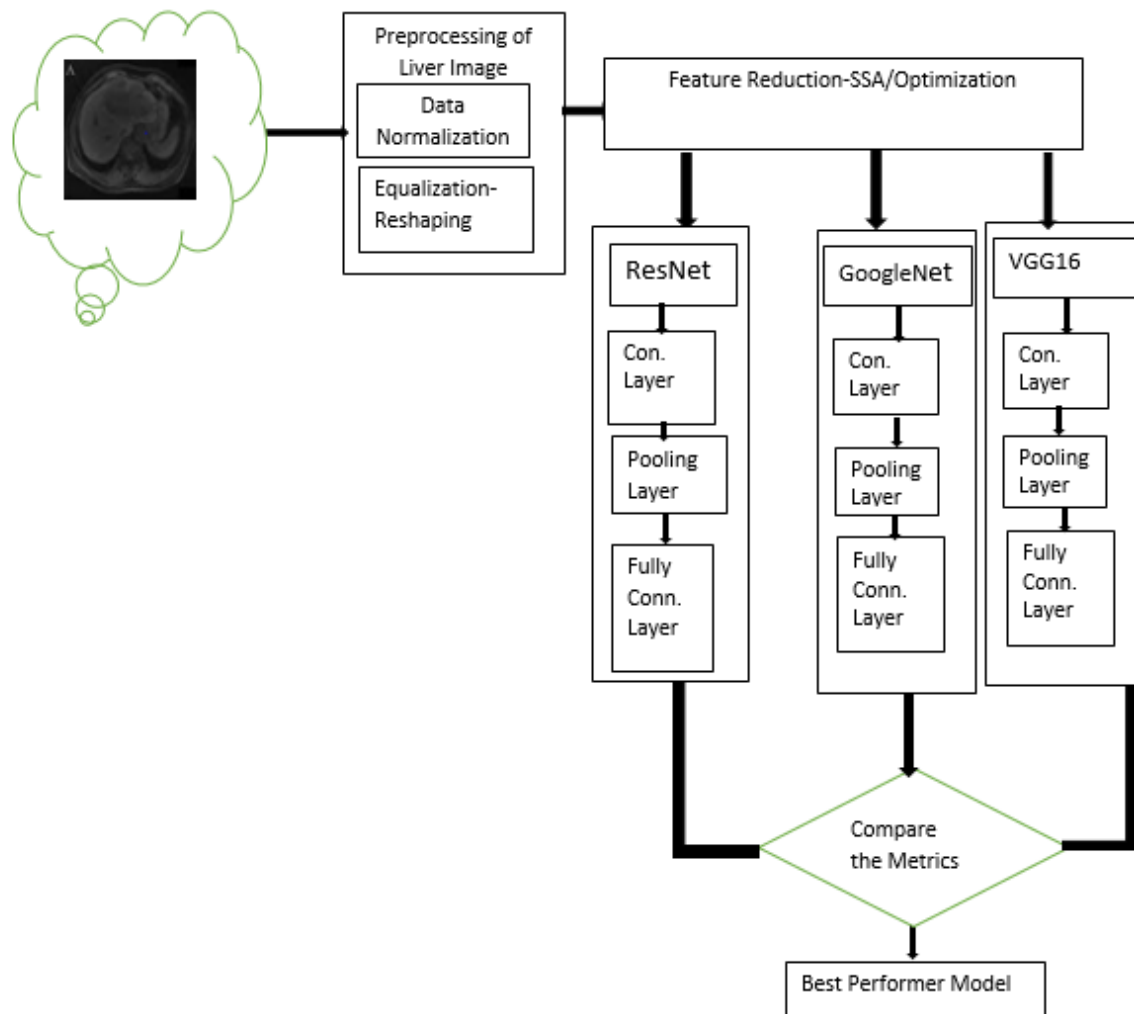 A
Preprocessing of
Liver Image
Data
Normalization
Equalization-
Reshaping
Feature Reduction-SSA/Optimization
ResNet
Con.
Layer
Pooling
Layer
Fully
Conn.
Layer
GoogleNet
Con.
Layer
Pooling
Layer
Fully
Conn.
Layer
VGG16
Con.
Layer
Pooling
Layer
Fully
Conn.
Layer
Compare
the Metrics
Best Performer Model